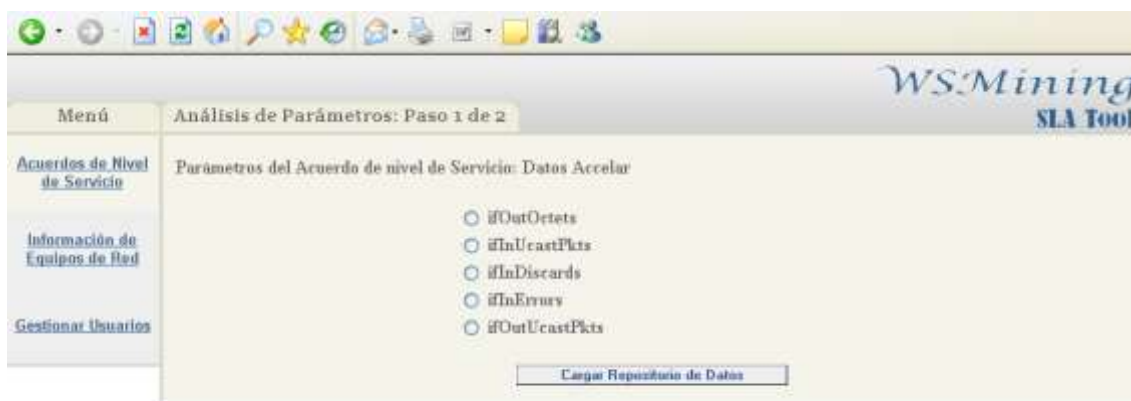 WS:Mining
SLA Tool
Menú
Análisis de Parámetros: Paso 1 de 2
Acuerdos de Nivel
de Servicio
Información de
Equipos de Red
Gestionar Usuarios
Parámetros del Acuerdo de nivel de Servicio: Datos Accelar
ifOutOctets
ifInUcastPkts
ifInDiscards
ifInErrors
ifOutUcastPkts
Cargar Repositorio de Datos